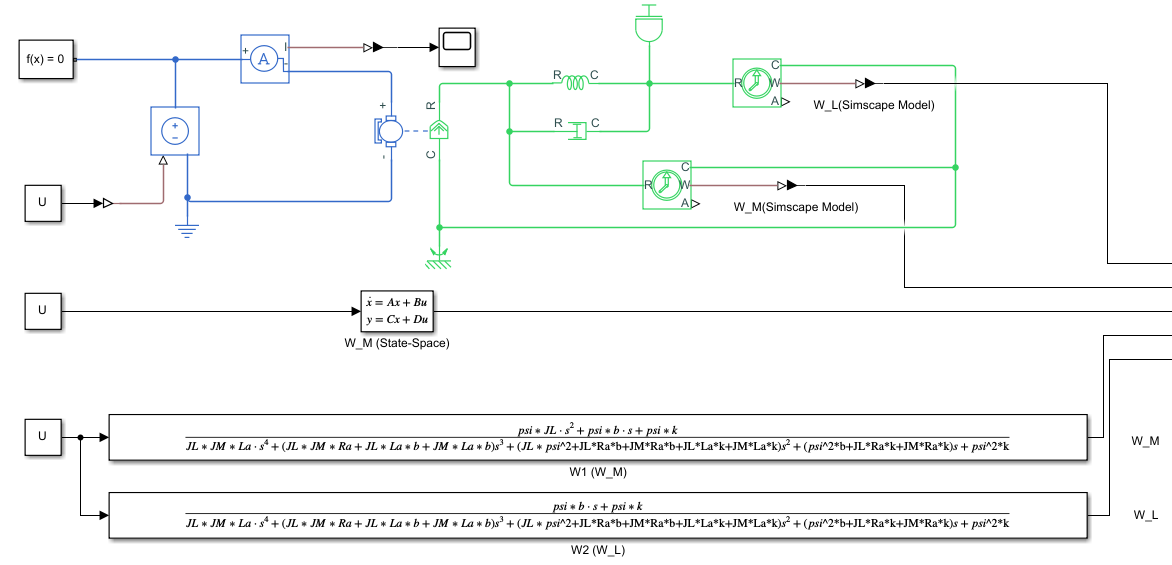 f(x) = 0
+
A
I
-
+
-
U
+
-
R
C
R
C
R
C
R
C
W
A
W_L(Simscape Model)
R
C
W
A
W_M(Simscape Model)
U
ẋ = Ax + Bu
y = Cx + Du
W_M (State-Space)
U
psi * JL · s^2 + psi * b · s + psi * k
JL * JM * La · s^4 + (JL * JM * Ra + JL * La * b + JM * La * b)s^3 + (JL * psi^2+JL*Ra*b+JM*Ra*b+JL*La*k+JM*La*k)s^2 + (psi^2*b+JL*Ra*k+JM*Ra*k)s + psi^2*k
W1 (W_M)
W_M
psi * b · s + psi * k
JL * JM * La · s^4 + (JL * JM * Ra + JL * La * b + JM * La * b)s^3 + (JL * psi^2+JL*Ra*b+JM*Ra*b+JL*La*k+JM*La*k)s^2 + (psi^2*b+JL*Ra*k+JM*Ra*k)s + psi^2*k
W2 (W_L)
W_L